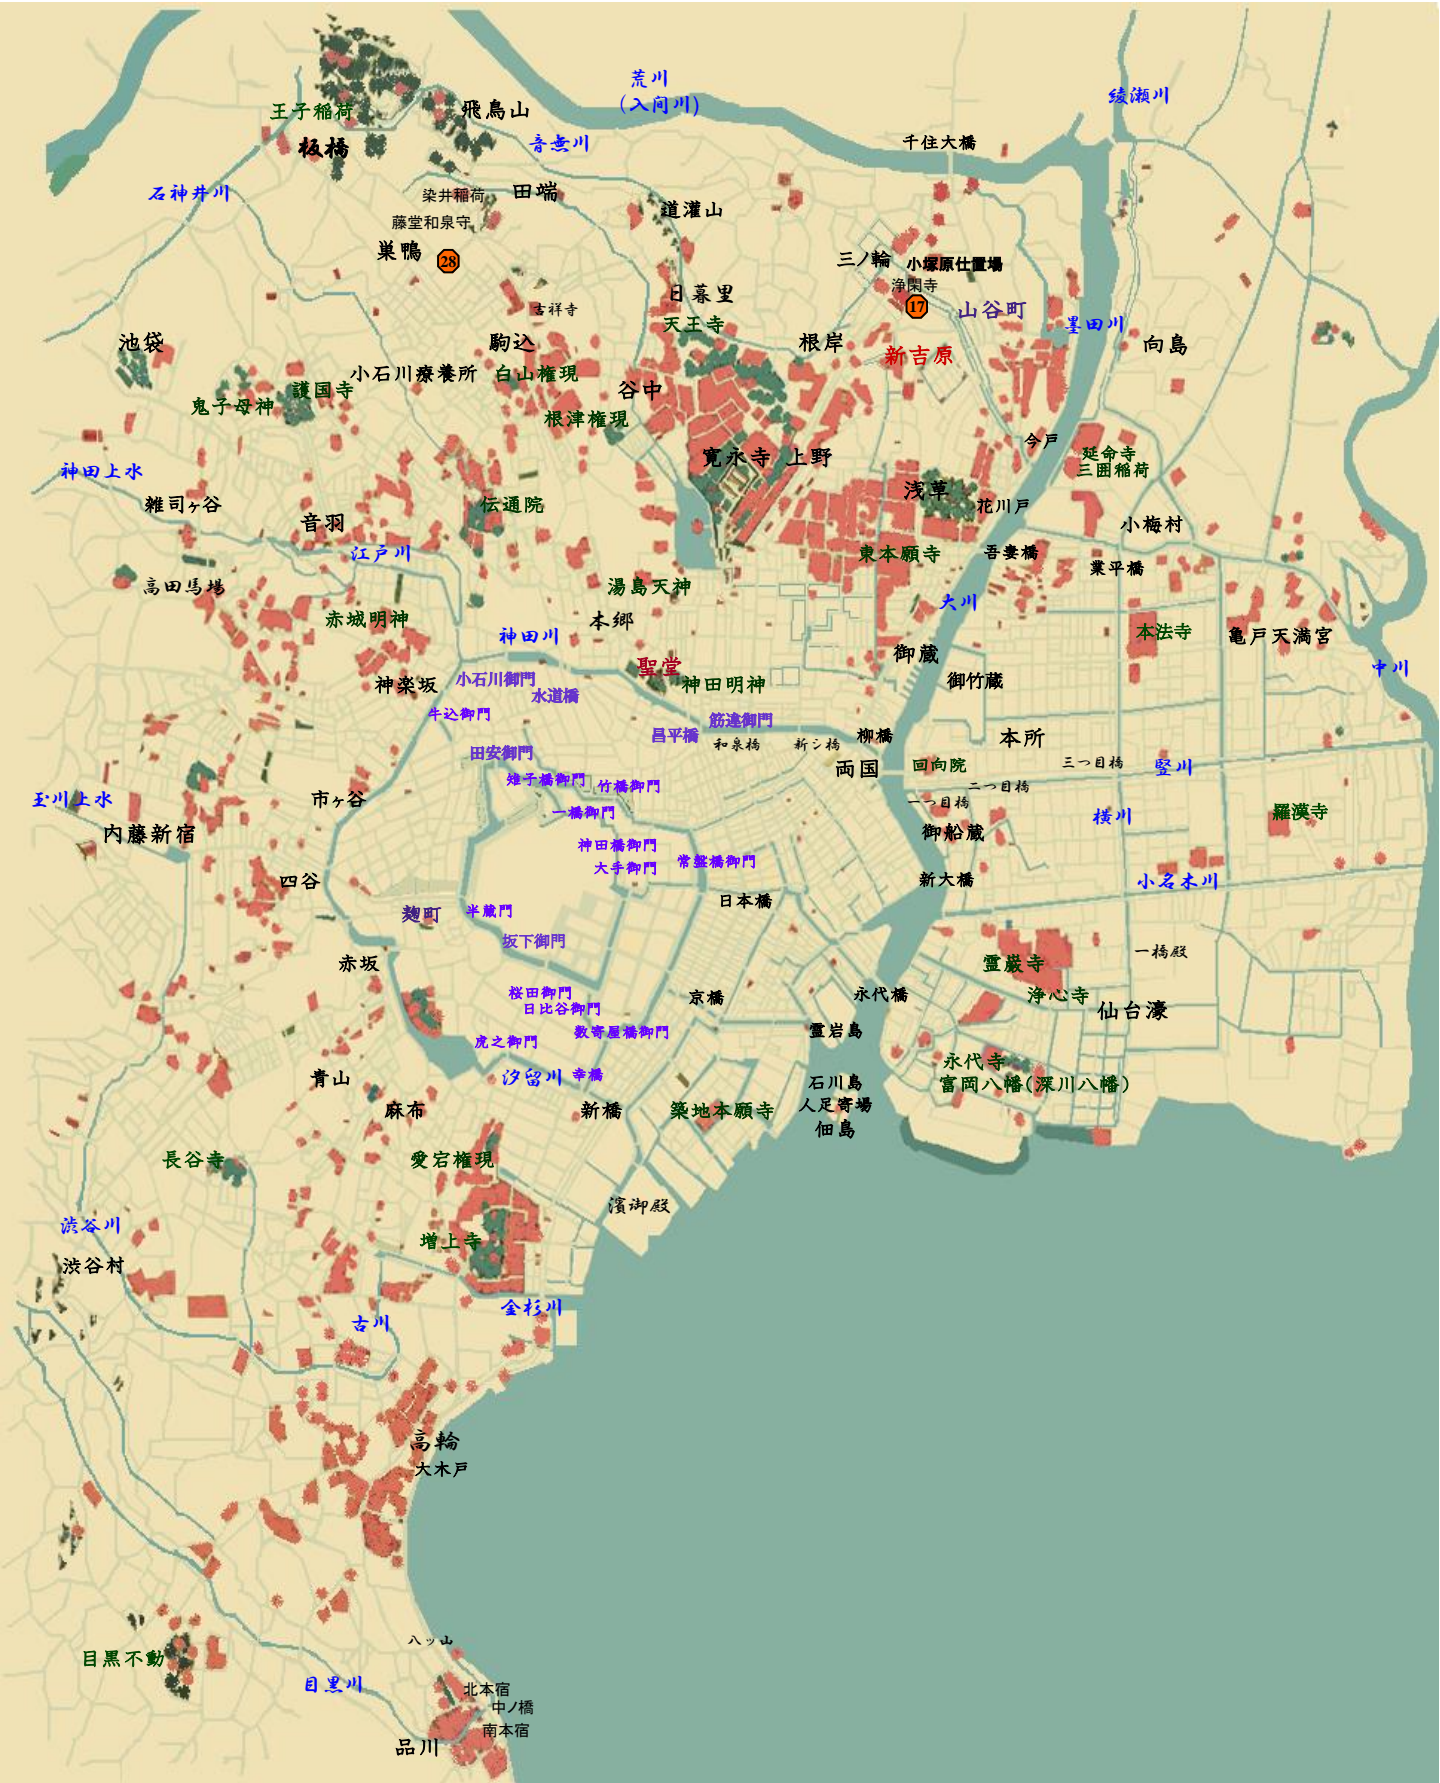 荒川
(入间川)
綾瀬川
王子稲荷
飛鳥山
板橋
音無川
千住大橋
石神井川
染井稲荷
田端
道灌山
藤堂和泉守
巣鴨
28
三ノ輪
小塚原仕置場
浄閑寺
17
山谷町
日暮里
吉祥寺
天王寺
墨田川
池袋
駒込
根岸
新吉原
向島
小石川療養所
白山権現
護国寺
谷中
鬼子母神
根津権現
今戸
延命寺
三囲稲荷
寛永寺
上野
神田上水
浅草
花川戸
雑司ヶ谷
伝通院
音羽
小梅村
江戸川
東本願寺
吾妻橋
業平橋
高田馬場
湯島天神
大川
赤城明神
本郷
神田川
本法寺
亀戸天満宮
御蔵
聖堂
中川
小石川御門
神楽坂
神田明神
御竹蔵
水道橋
牛込御門
筋違御門
昌平橋
柳橋
本所
和泉橋
新シ橋
田安御門
両国
回向院
三つ目橋
竪川
雉子橋御門
竹橋御門
二つ目橋
玉川上水
市ヶ谷
一つ目橋
一橋御門
横川
羅漢寺
内藤新宿
御船蔵
神田橋御門
常盤橋御門
大手御門
四谷
新大橋
小名木川
日本橋
麹町
半蔵門
坂下御門
一橋殿
赤坂
霊巌寺
桜田御門
京橋
永代橋
浄心寺
日比谷御門
仙台濠
数寄屋橋御門
霊岩島
虎之御門
永代寺
青山
汐留川
幸橋
石川島
富岡八幡(深川八幡)
麻布
新橋
築地本願寺
人足寄場
佃島
長谷寺
愛宕権現
濱御殿
渋谷川
増上寺
渋谷村
金杉川
古川
高輪
大木戸
八ッ山
目黒不動
目黒川
北本宿
中ノ橋
南本宿
品川